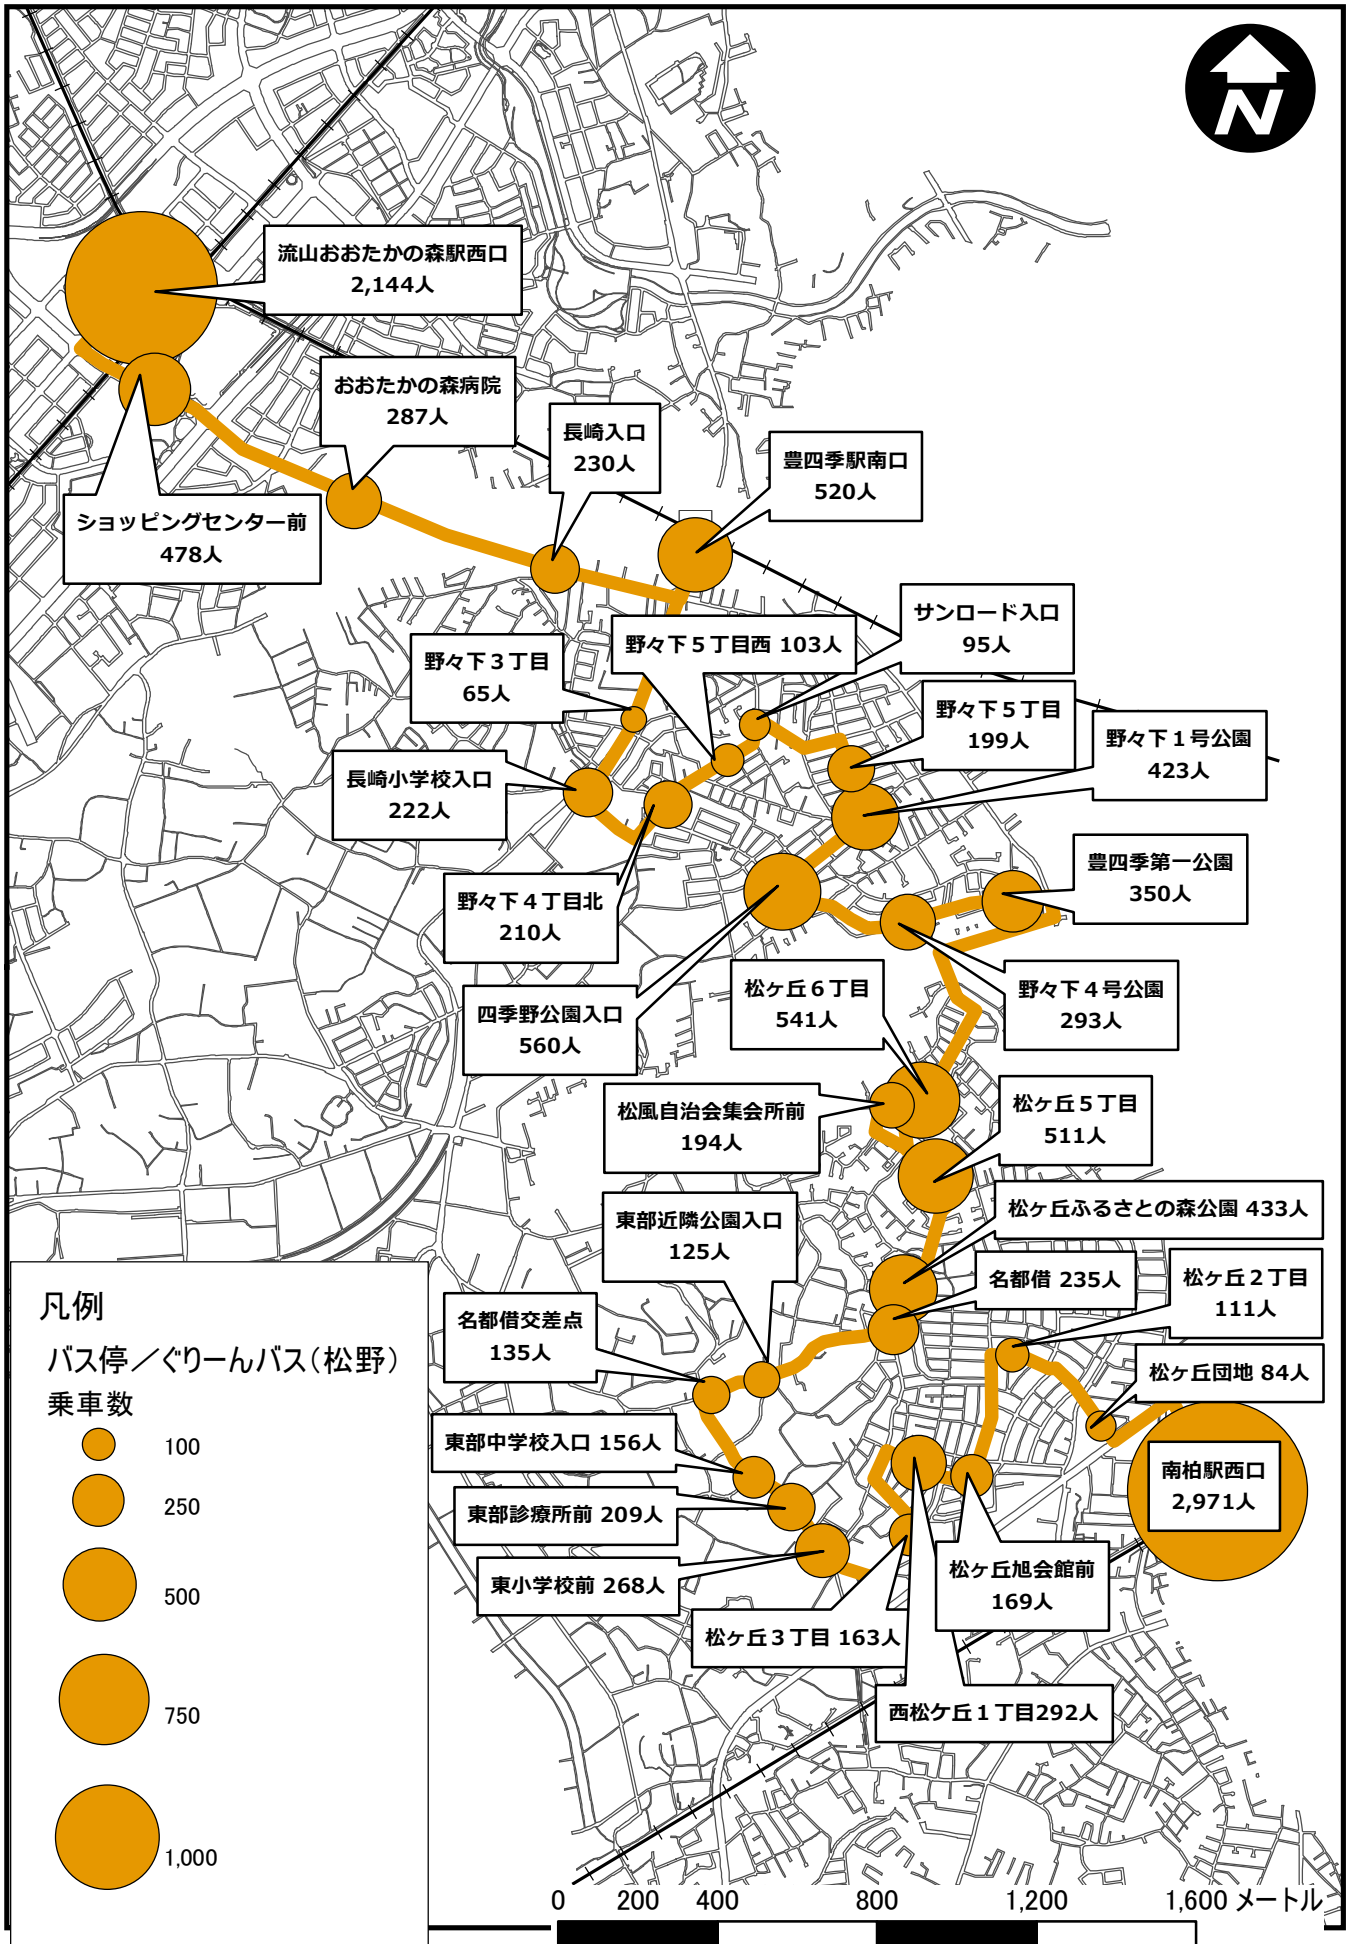 N
流山おおたかの森駅西口
2,144人
おおたかの森病院
287人
長崎入口
230人
豊四季駅南口
520人
ショッピングセンター前
478人
サンロード入口
95人
野々下５丁目西 103人
野々下３丁目
65人
野々下５丁目
199人
野々下１号公園
423人
長崎小学校入口
222人
豊四季第一公園
350人
野々下４丁目北
210人
野々下４号公園
293人
四季野公園入口
560人
松ヶ丘６丁目
541人
松風自治会集会所前
194人
松ヶ丘５丁目
511人
松ヶ丘ふるさとの森公園 433人
東部近隣公園入口
125人
名都借 235人
松ヶ丘２丁目
111人
名都借交差点
135人
松ヶ丘団地 84人
東部中学校入口 156人
南柏駅西口
2,971人
東部診療所前 209人
東小学校前 268人
松ヶ丘旭会館前
169人
松ヶ丘３丁目 163人
西松ケ丘１丁目292人
凡例
バス停／ぐりーんバス（松野）
乗車数
100
250
500
750
1,000
0 200 400 800 1,200 1,600 メートル